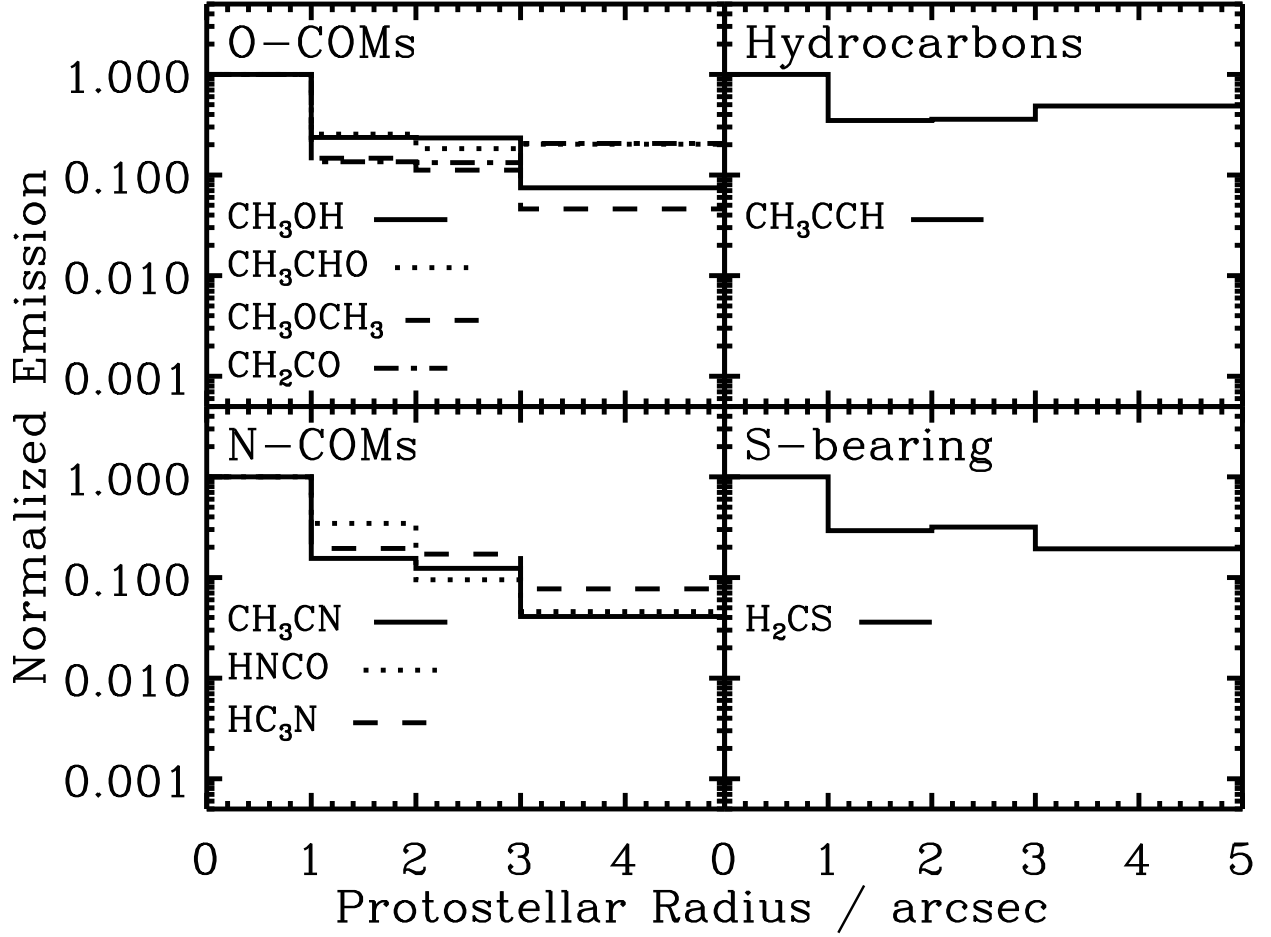 Normalized Emission
O-COMs
1.000
0.100
0.010
0.001
CH₃OH
CH₃CHO
CH₃OCH₃
CH₂CO
Hydrocarbons
CH₃CCH
N-COMs
1.000
0.100
0.010
0.001
CH₃CN
HNCO
HC₃N
S-bearing
H₂CS
0 1 2 3 4 0 1 2 3 4 5
Protostellar Radius / arcsec